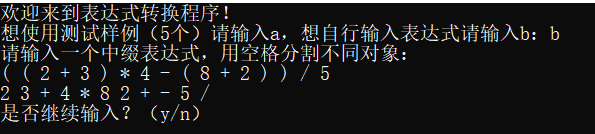 欢迎来到表达式转换程序！
想使用测试样例（5个）请输入a，想自行输入表达式请输入b：b
请输入一个中缀表达式，用空格分割不同对象：
( ( 2 + 3 ) * 4 - ( 8 + 2 ) ) / 5
2 3 + 4 * 8 2 + - 5 /
是否继续输入？（y/n）